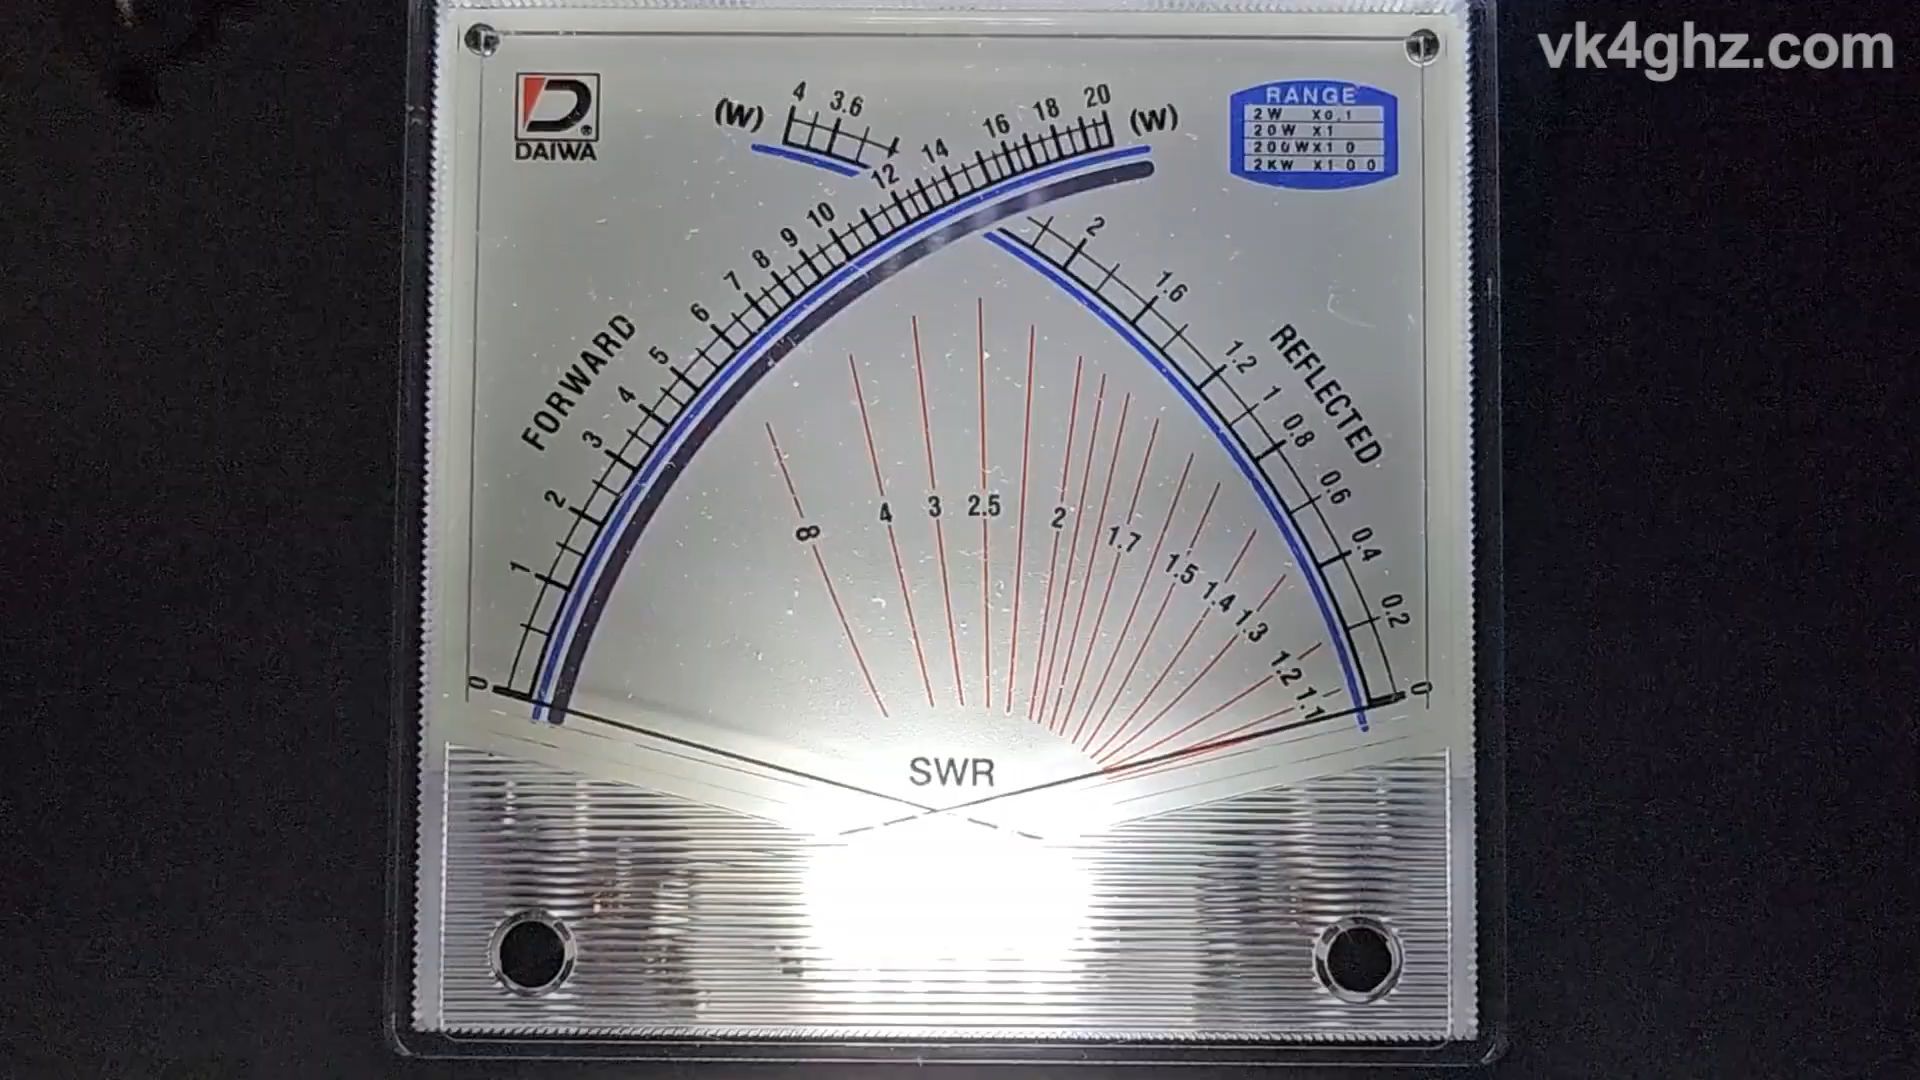 vk4ghz.com
D®
DAIWA
(W) 4 3.6
(W)
RANGE
2W X0.1
20W X1
200W X10
2KW X100
FORWARD
0 1 2 3 4 5 6 7 8 9 10 12 14 16 18 20
REFLECTED
2 1.6 1.2 1 0.8 0.6 0.4 0.2 0
8 4 3 2.5 2 1.7 1.5 1.4 1.3 1.2 1.1
SWR